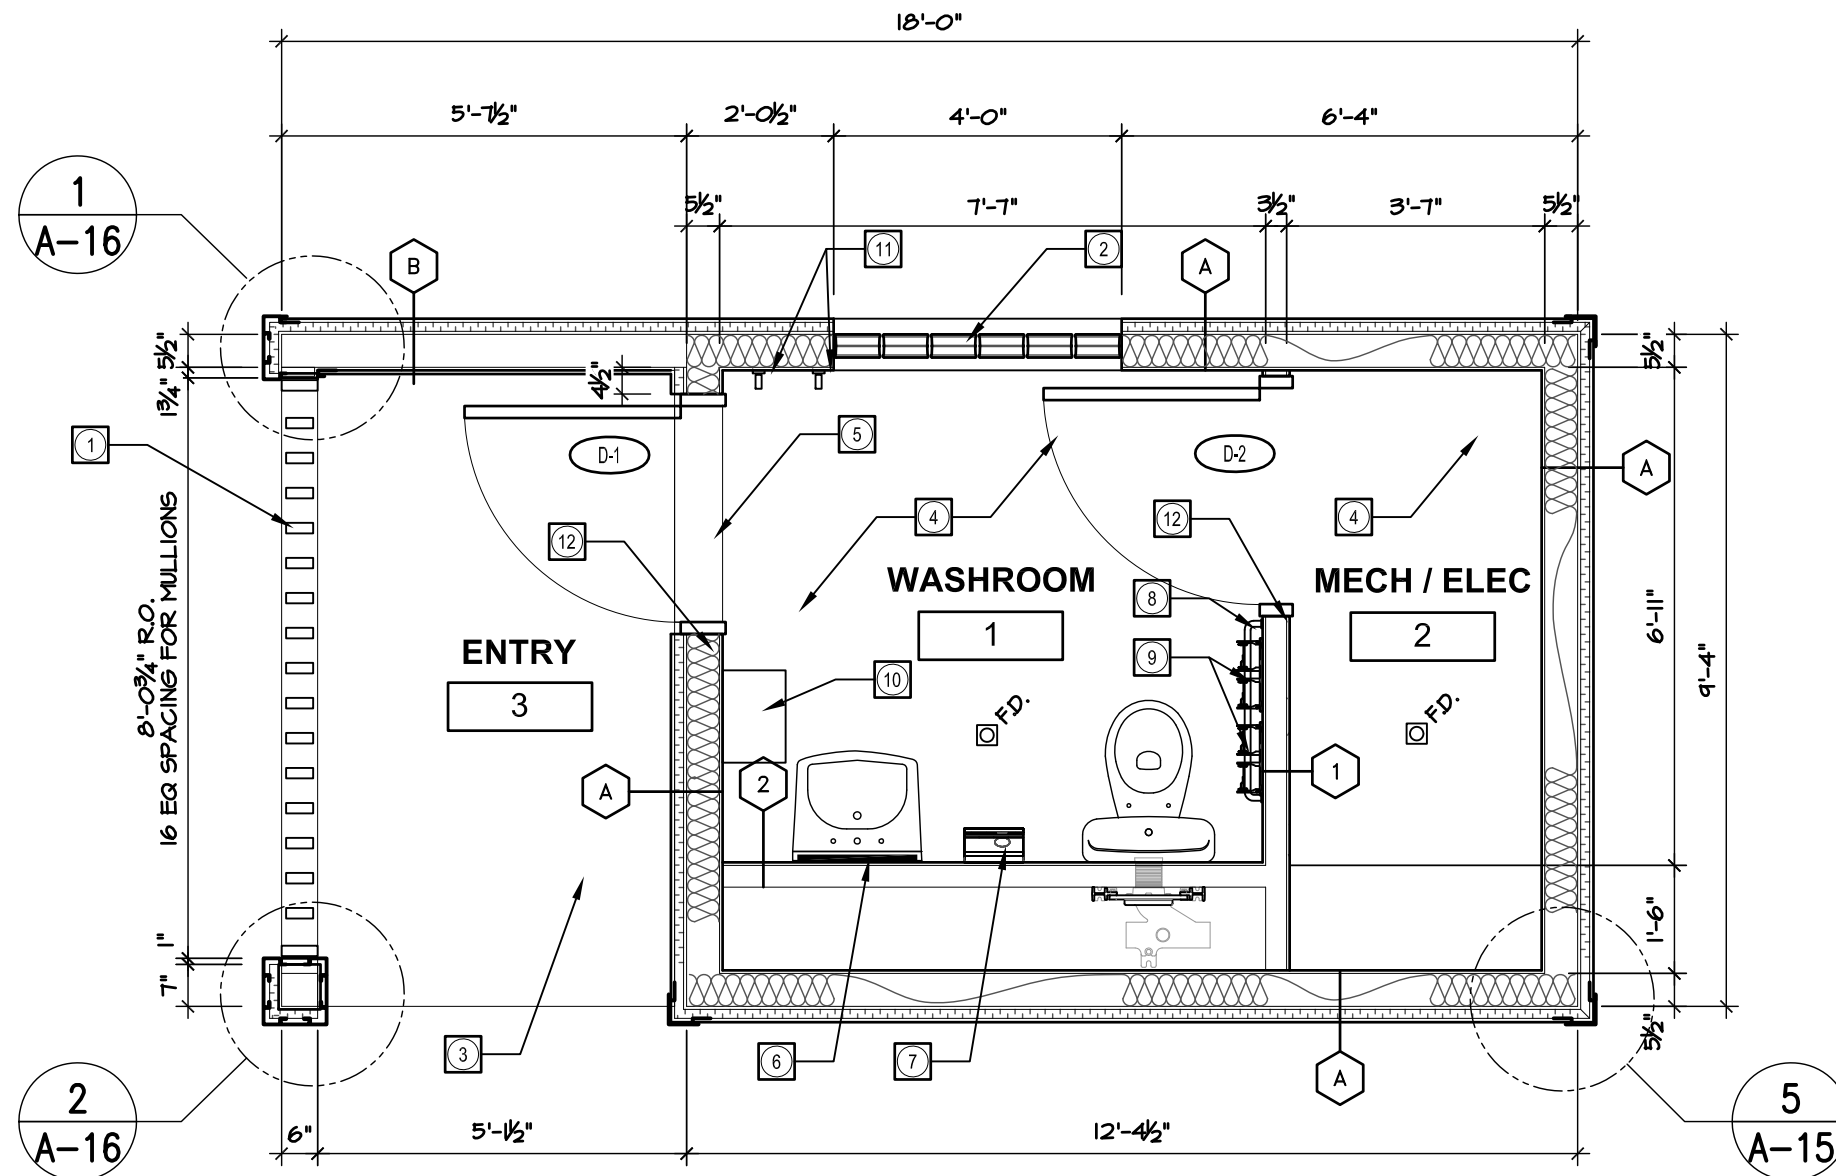 18'-0"
5'-7½"
2'-0½"
4'-0"
6'-4"
1
A-16
5½"
7'-7"
3½"
3'-7"
5½"
B
11
2
A
5½"
1¾"
4½"
5½"
1
D-1
5
D-2
A
12
4
12
4
8'-0¾" R.O.
16 EQ SPACING FOR MULLIONS
WASHROOM
1
MECH / ELEC
2
8
9
6'-11"
9'-4"
ENTRY
3
10
F.D.
F.D.
A
2
1
1"
7"
1'-6"
5½"
3
6
7
A
2
A-16
5
A-15
6"
5'-1½"
12'-4½"